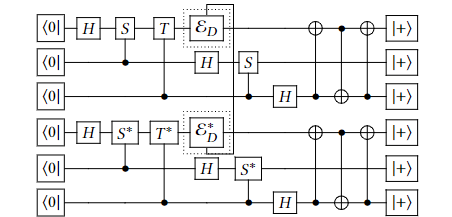 ⟨0| H S T ℰ_D |+⟩
⟨0| H S |+⟩
⟨0| H |+⟩
⟨0| H S* T* ℰ*_D |+⟩
⟨0| H S* |+⟩
⟨0| H |+⟩